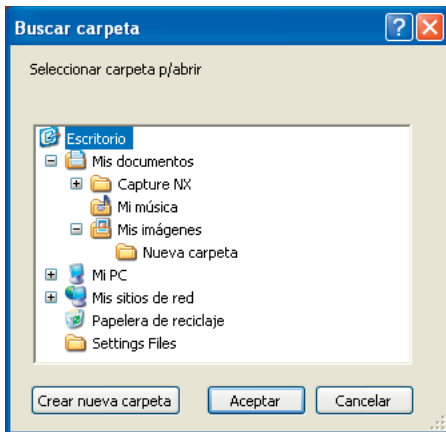 Buscar carpeta
Seleccionar carpeta p/abrir
Escritorio
Mis documentos
Capture NX
Mi música
Mis imágenes
Nueva carpeta
Mi PC
Mis sitios de red
Papelera de reciclaje
Settings Files
Crear nueva carpeta Aceptar Cancelar